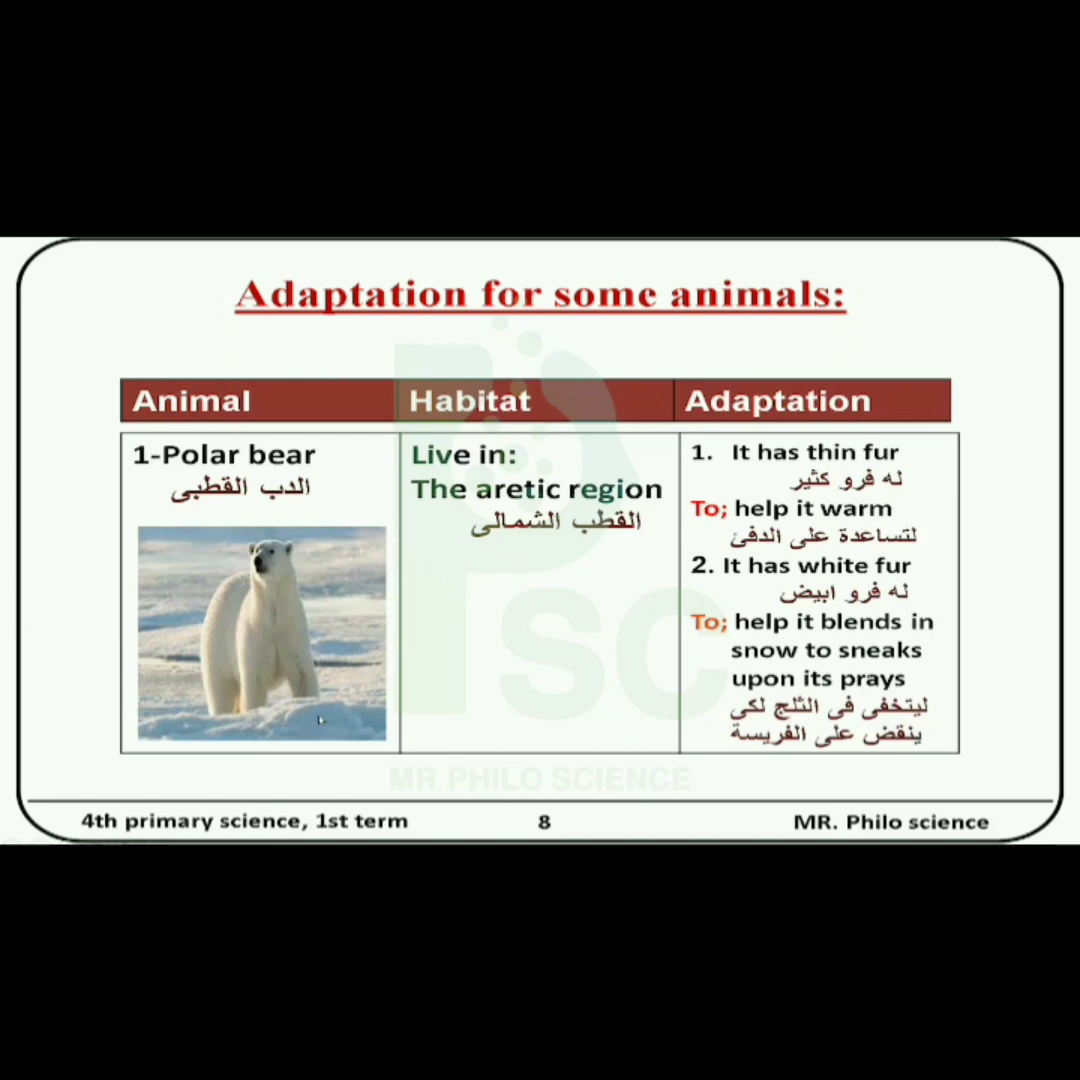 Adaptation for some animals:
Animal
Habitat
Adaptation
1-Polar bear
الدب القطبى
Live in:
The aretic region
القطب الشمالى
1. It has thin fur
له فرو كثير
To; help it warm
لتساعدة على الدفئ
2. It has white fur
له فرو ابيض
To; help it blends in
snow to sneaks
upon its prays
ليتخفى فى الثلج لكى
ينقض على الفريسة
PSC
MR.PHILO SCIENCE
4th primary science, 1st term
8
MR. Philo science